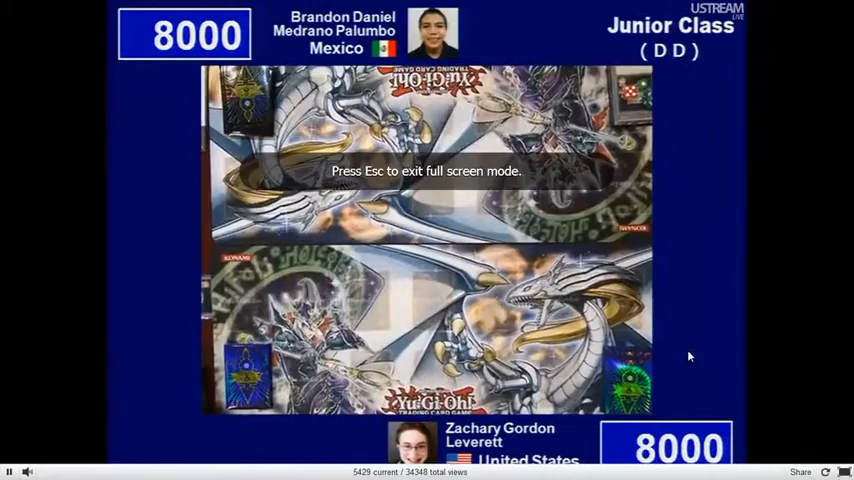 USTREAM
LIVE
8000
Brandon Daniel
Medrano Palumbo
Mexico
Junior Class
( D D )
Yu-Gi-Oh!
TRADING CARD GAME
Press Esc to exit full screen mode.
KONAMI
KONAMI
Yu-Gi-Oh!
TRADING CARD GAME
Zachary Gordon
Leverett
United States
8000
5429 current / 34348 total views
Share